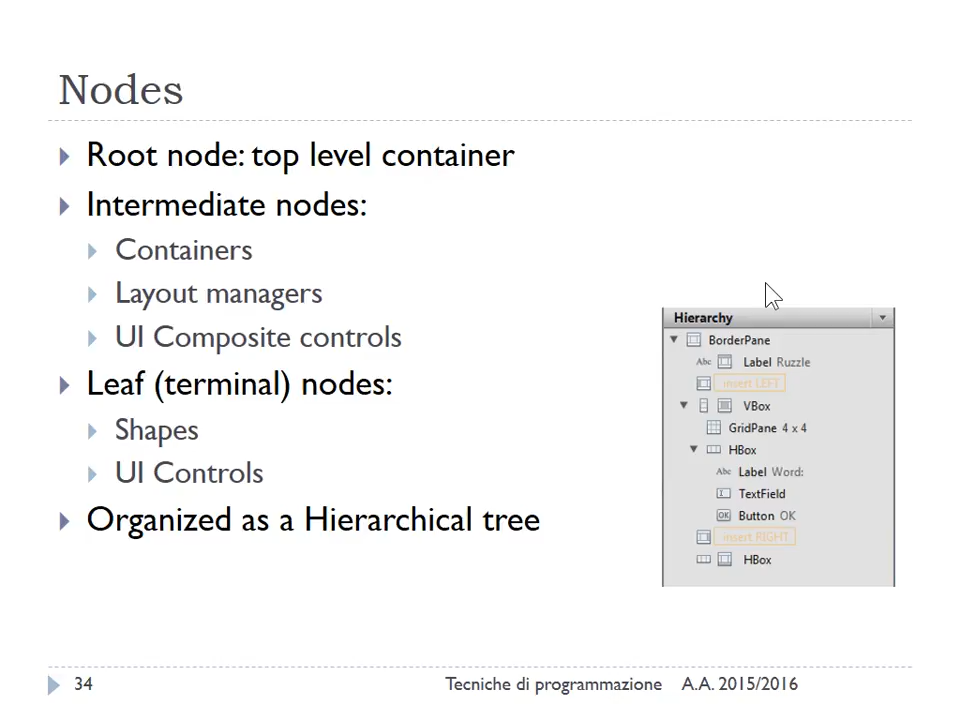 Nodes
Root node: top level container
Intermediate nodes:
Containers
Layout managers
UI Composite controls
Leaf (terminal) nodes:
Shapes
UI Controls
Organized as a Hierarchical tree
Hierarchy
BorderPane
Abc Label Ruzzle
insert LEFT
VBox
GridPane 4 x 4
HBox
Abc Label Word:
TextField
OK Button OK
insert RIGHT
HBox
34 Tecniche di programmazione A.A. 2015/2016